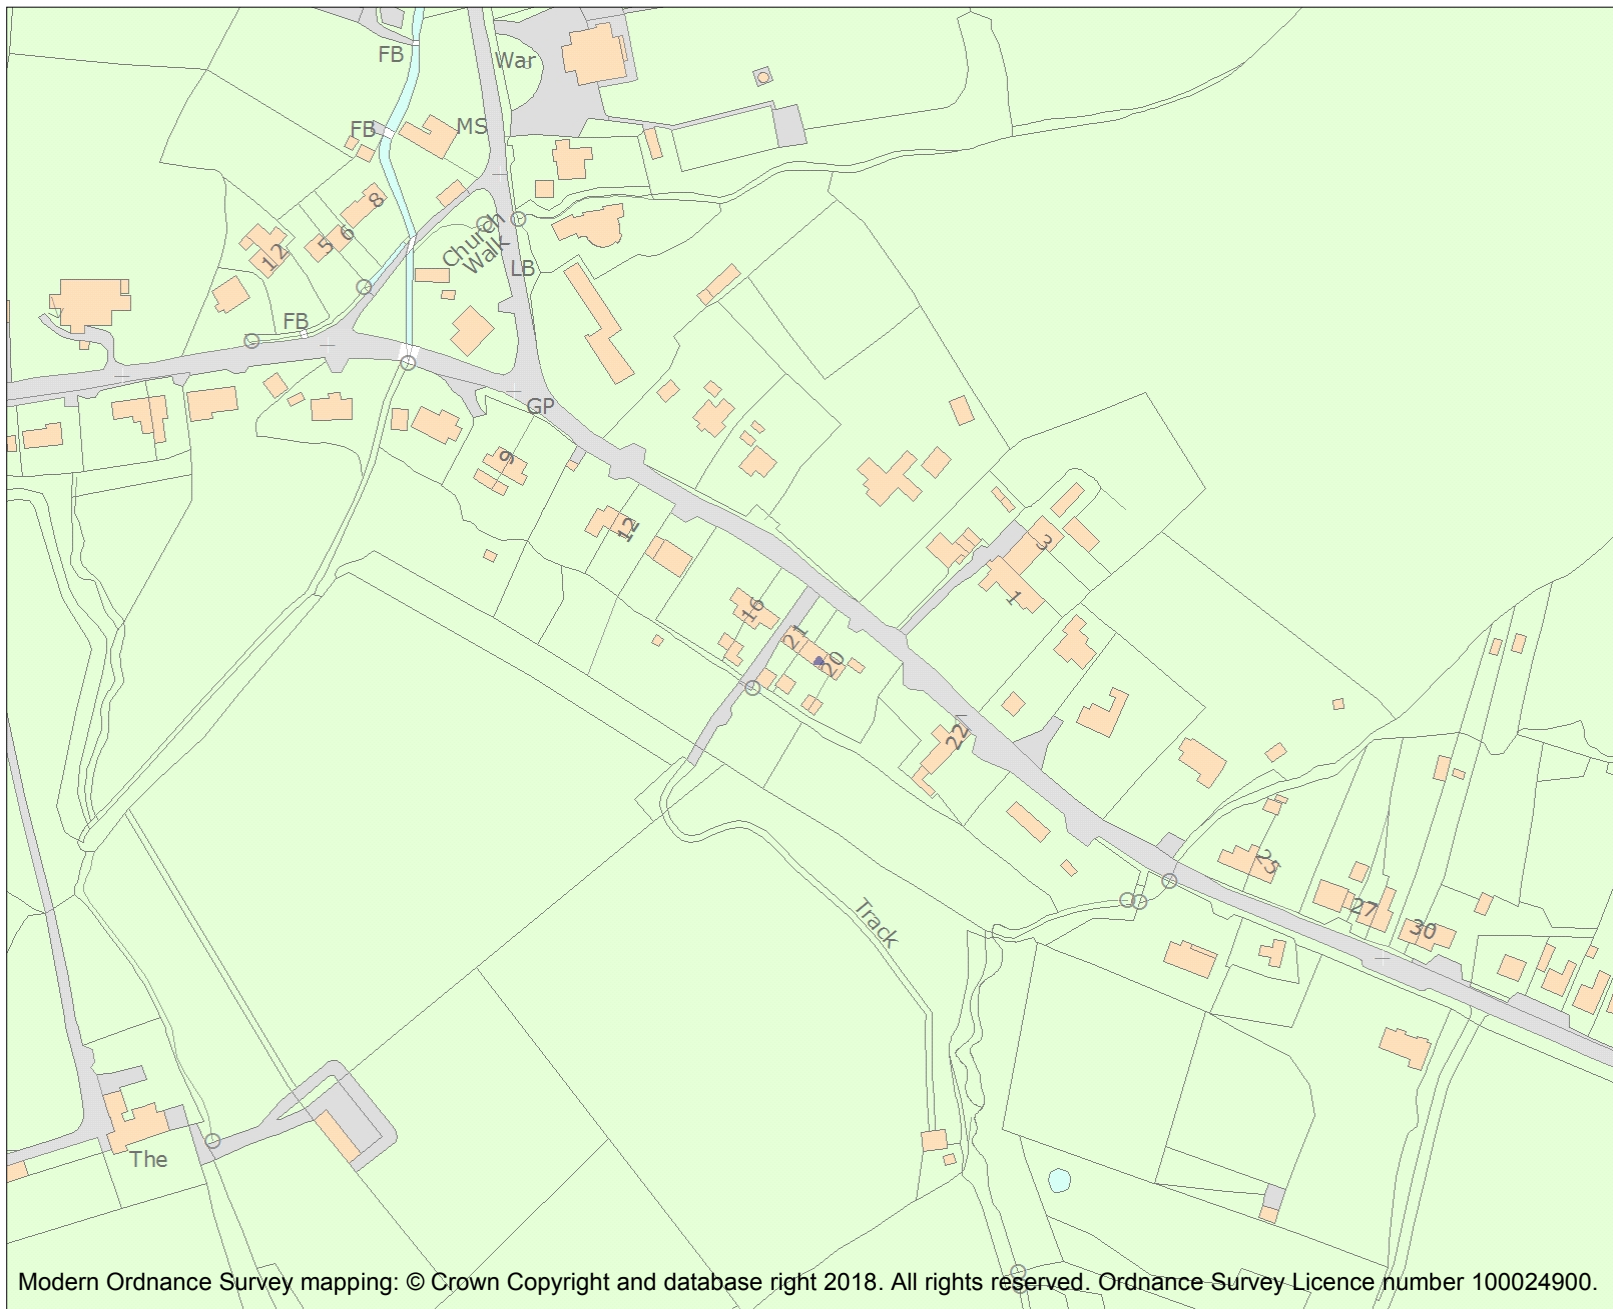 FB
War
FB
MS
8
6
5
12
Church
Walk
LB
FB
GP
9
12
3
1
16
21
20
22
25
27
30
Track
The
Modern Ordnance Survey mapping: © Crown Copyright and database right 2018. All rights reserved. Ordnance Survey Licence number 100024900.